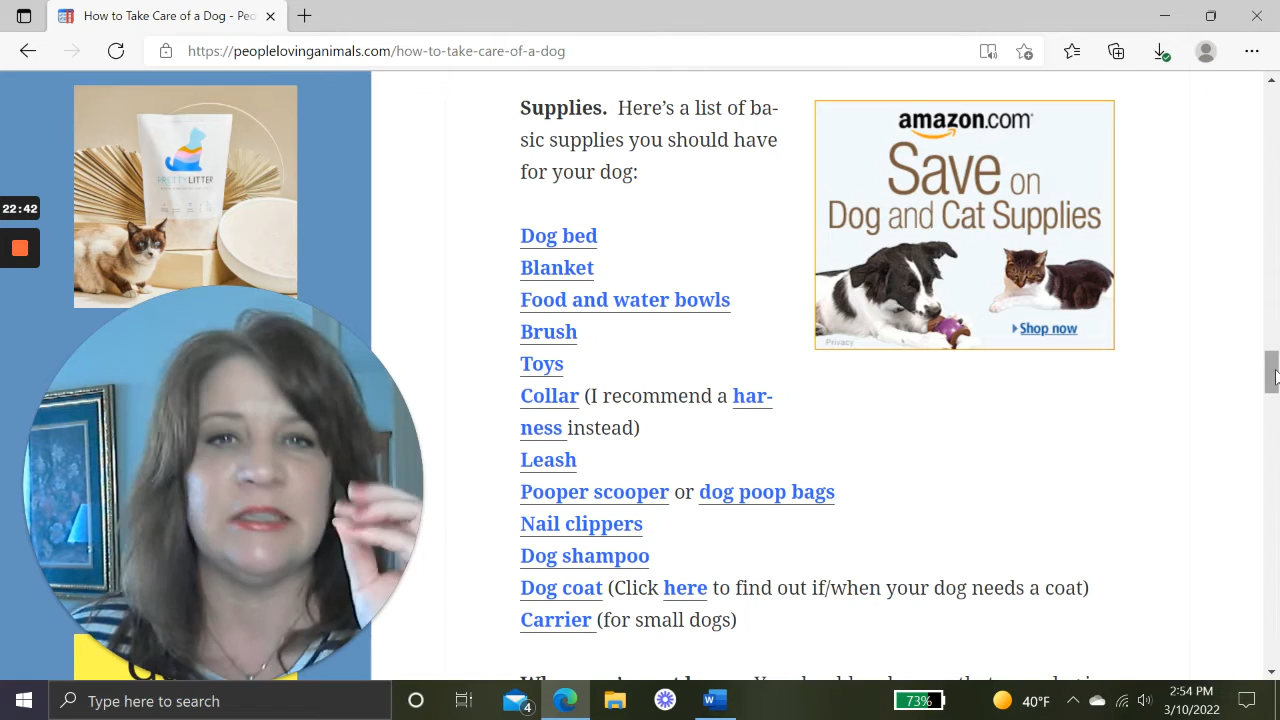 How to Take Care of a Dog - Peo
https://peoplelovinganimals.com/how-to-take-care-of-a-dog
22:42
PRETTYLITTER
Supplies. Here's a list of ba-
sic supplies you should have
for your dog:
amazon.com
Save on
Dog and Cat Supplies
Shop now
Privacy
Dog bed
Blanket
Food and water bowls
Brush
Toys
Collar (I recommend a har-
ness instead)
Leash
Pooper scooper or dog poop bags
Nail clippers
Dog shampoo
Dog coat (Click here to find out if/when your dog needs a coat)
Carrier (for small dogs)
Type here to search
4
73%
40°F
2:54 PM
3/10/2022